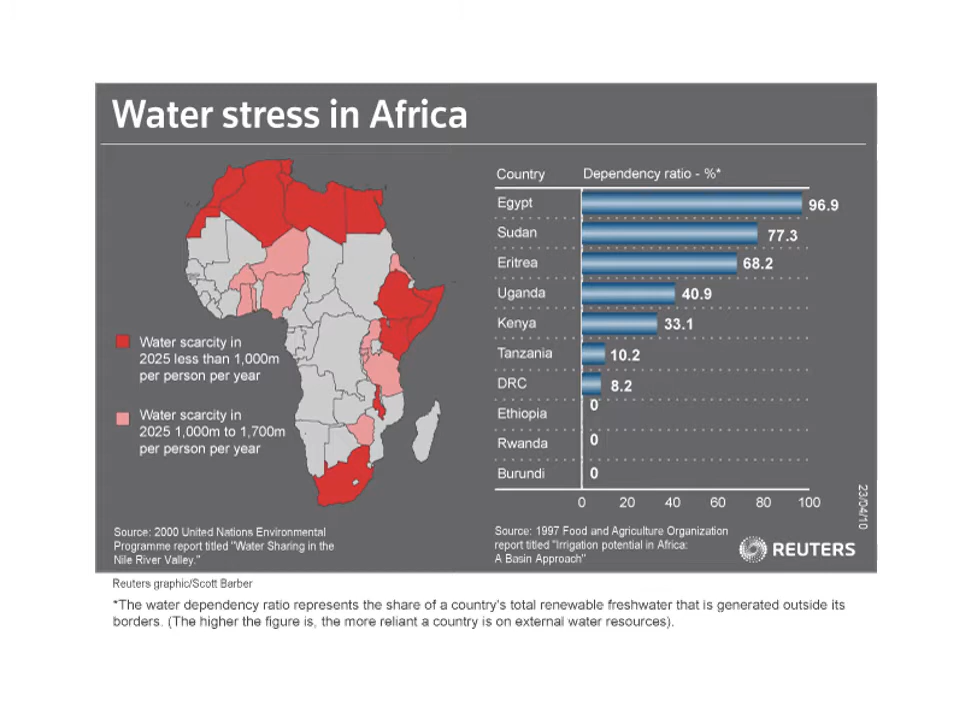 Water stress in Africa
Water scarcity in
2025 less than 1,000m
per person per year
Water scarcity in
2025 1,000m to 1,700m
per person per year
Source: 2000 United Nations Environmental
Programme report titled "Water Sharing in the
Nile River Valley."
Country Dependency ratio - %*
Egypt 96.9
Sudan 77.3
Eritrea 68.2
Uganda 40.9
Kenya 33.1
Tanzania 10.2
DRC 8.2
Ethiopia 0
Rwanda 0
Burundi 0
0 20 40 60 80 100
Source: 1997 Food and Agriculture Organization
report titled "Irrigation potential in Africa:
A Basin Approach"
REUTERS
23/04/10
Reuters graphic/Scott Barber
*The water dependency ratio represents the share of a country's total renewable freshwater that is generated outside its
borders. (The higher the figure is, the more reliant a country is on external water resources).